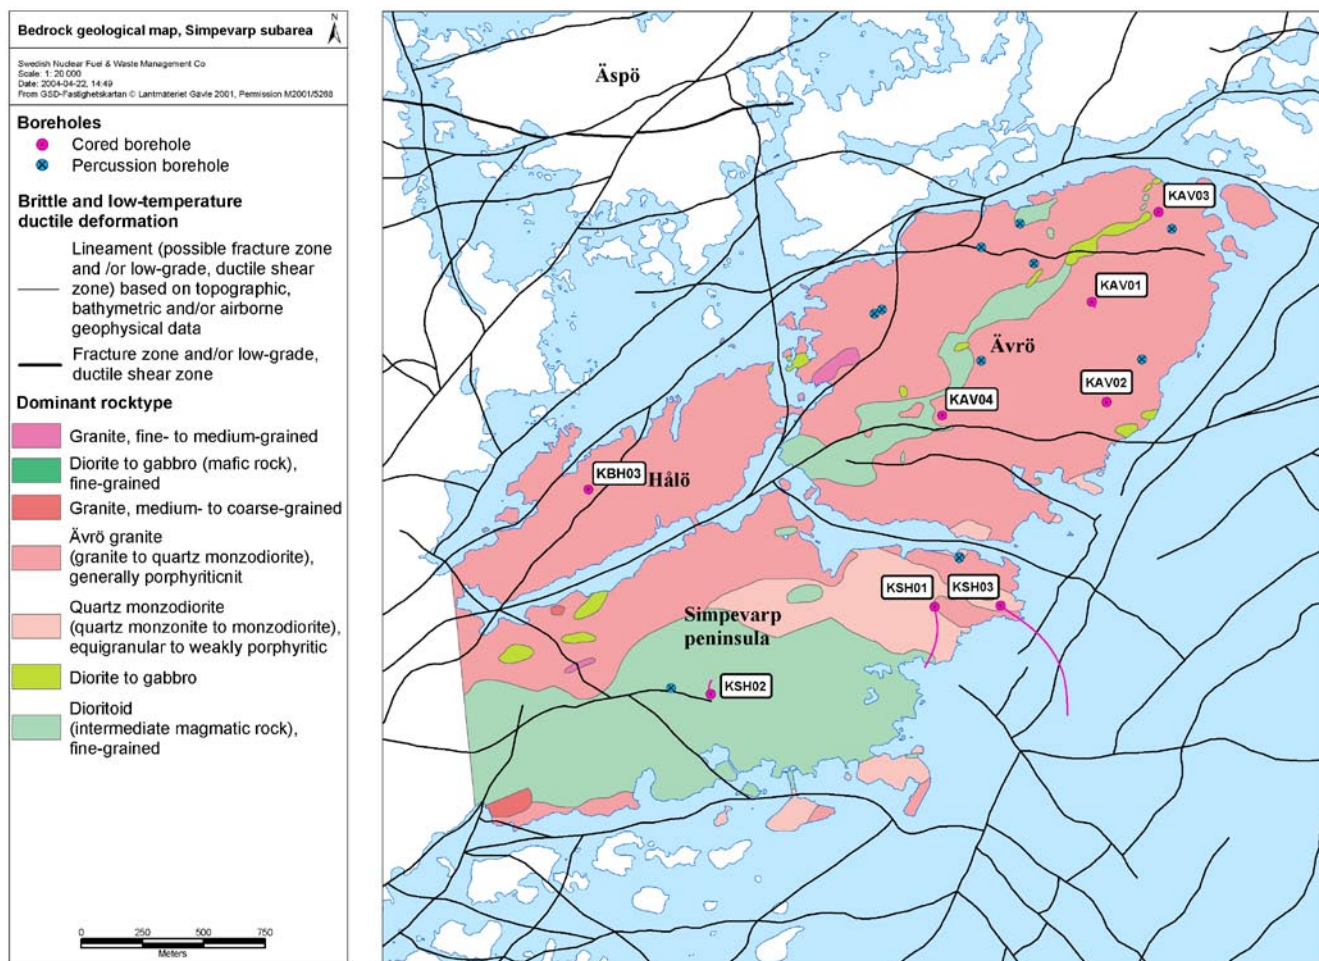 Bedrock geological map, Simpevarp subarea
N
Swedish Nuclear Fuel & Waste Management Co
Scale: 1: 20 000
Date: 2004-04-22, 14:49
From GSD-Fastighetskartan © Lantmäteriet Gävle 2001, Permission M2001/5268
Boreholes
Cored borehole
Percussion borehole
Brittle and low-temperature
ductile deformation
Lineament (possible fracture zone
and /or low-grade, ductile shear
zone) based on topographic,
bathymetric and/or airborne
geophysical data
Fracture zone and/or low-grade,
ductile shear zone
Dominant rocktype
Granite, fine- to medium-grained
Diorite to gabbro (mafic rock),
fine-grained
Granite, medium- to coarse-grained
Ävrö granite
(granite to quartz monzodiorite),
generally porphyriticnit
Quartz monzodiorite
(quartz monzonite to monzodiorite),
equigranular to weakly porphyritic
Diorite to gabbro
Dioritoid
(intermediate magmatic rock),
fine-grained
0 250 500 750
Meters
Äspö
KAV03
KAV01
Ävrö
KAV02
KAV04
KBH03
Hålö
KSH01
KSH03
Simpevarp
peninsula
KSH02